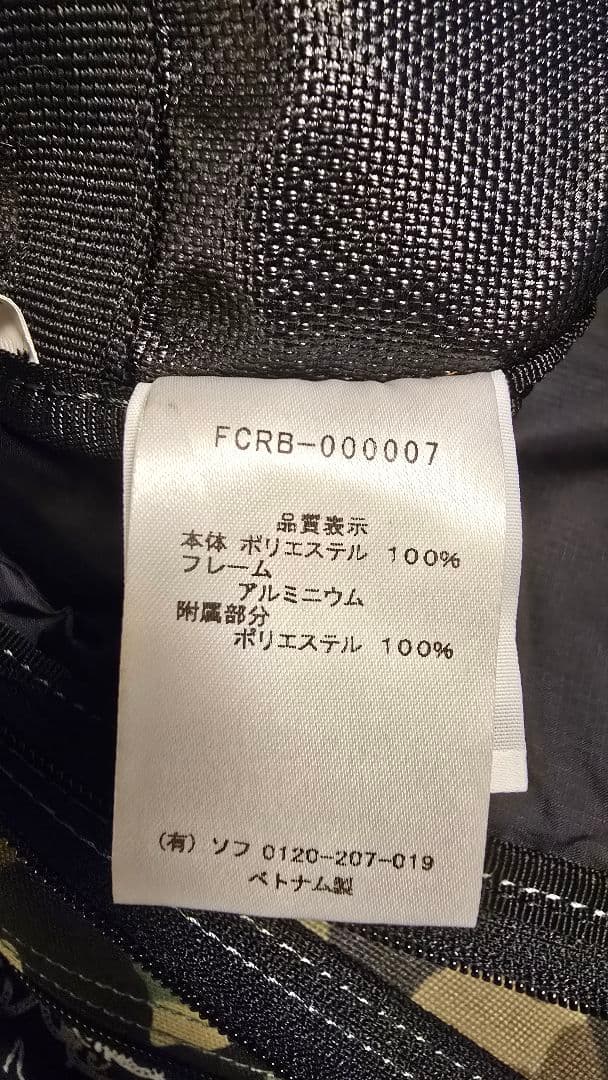 FCRB-000007
品質表示
本体 ポリエステル 100%
フレーム
アルミニウム
附属部分
ポリエステル 100%
(有) ソフ 0120-207-019
ベトナム製